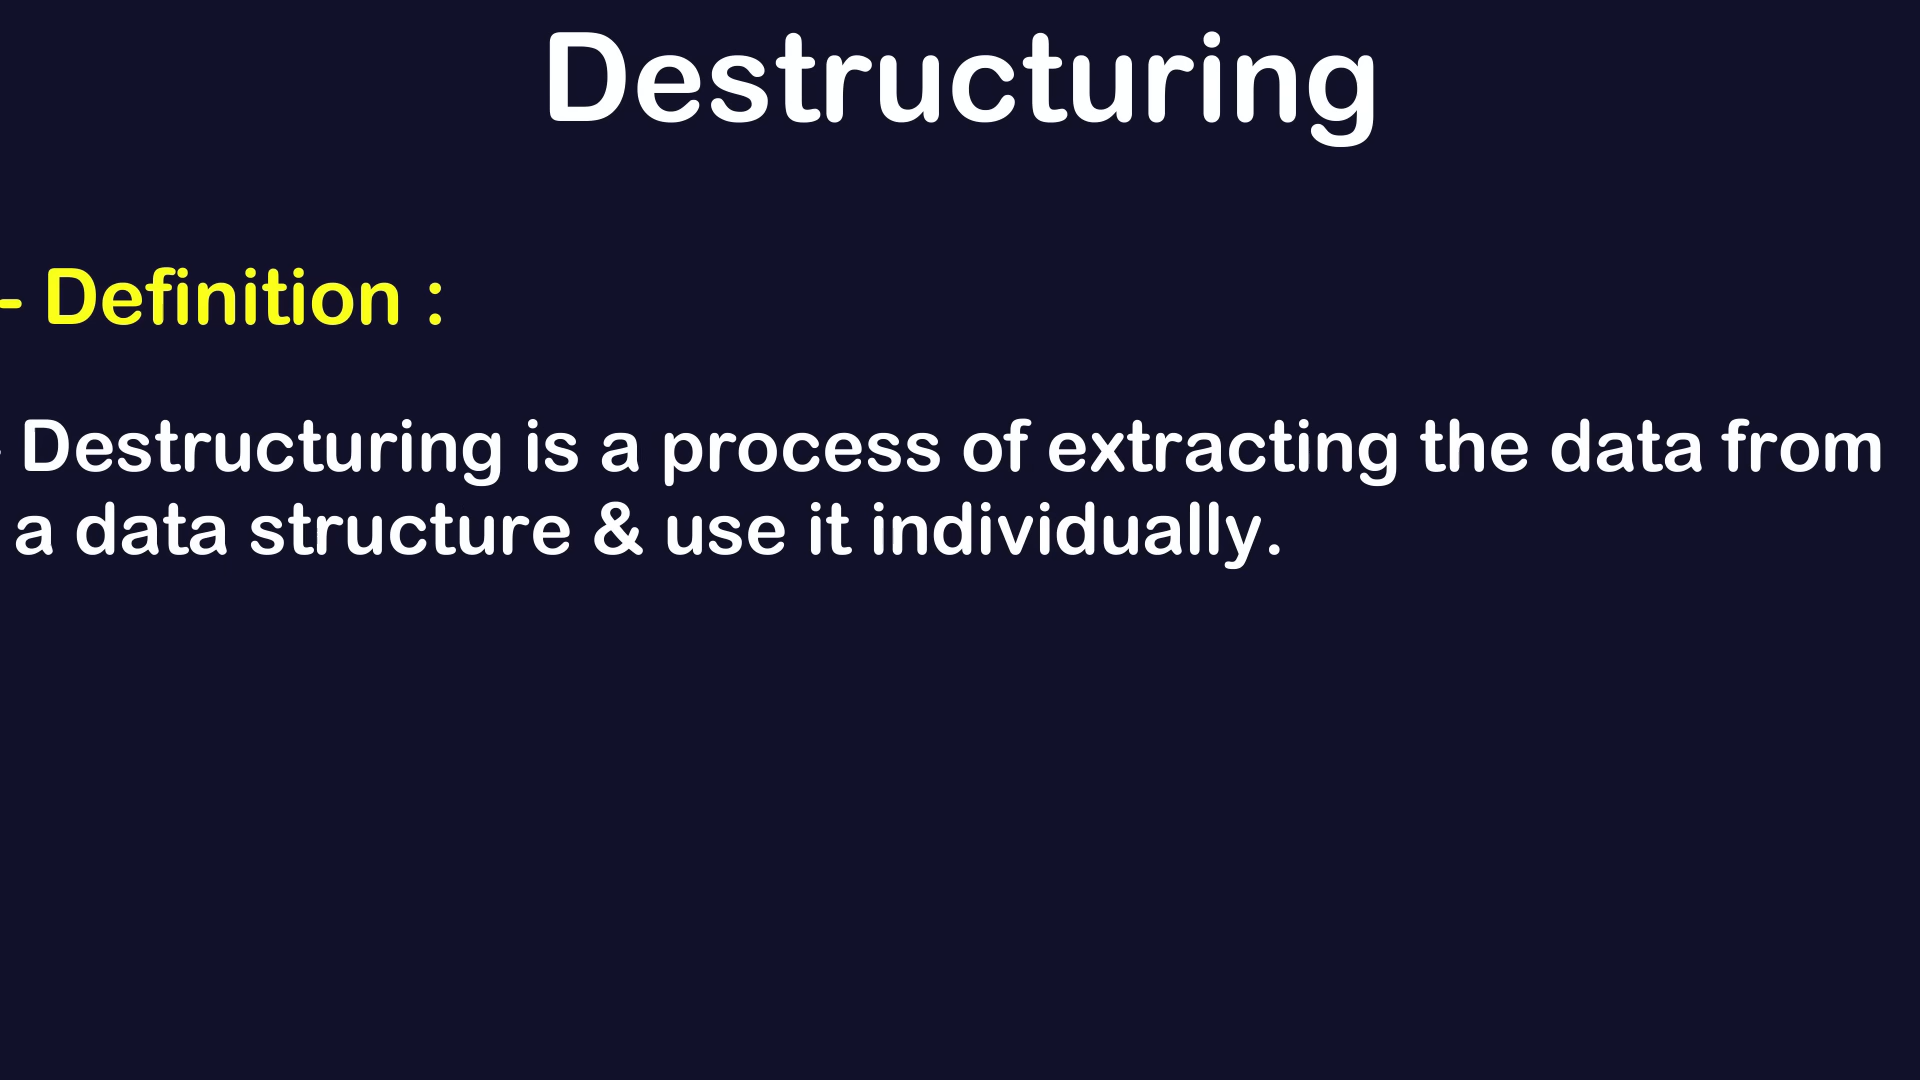 Destructuring
- Definition :
- Destructuring is a process of extracting the data from
a data structure & use it individually.